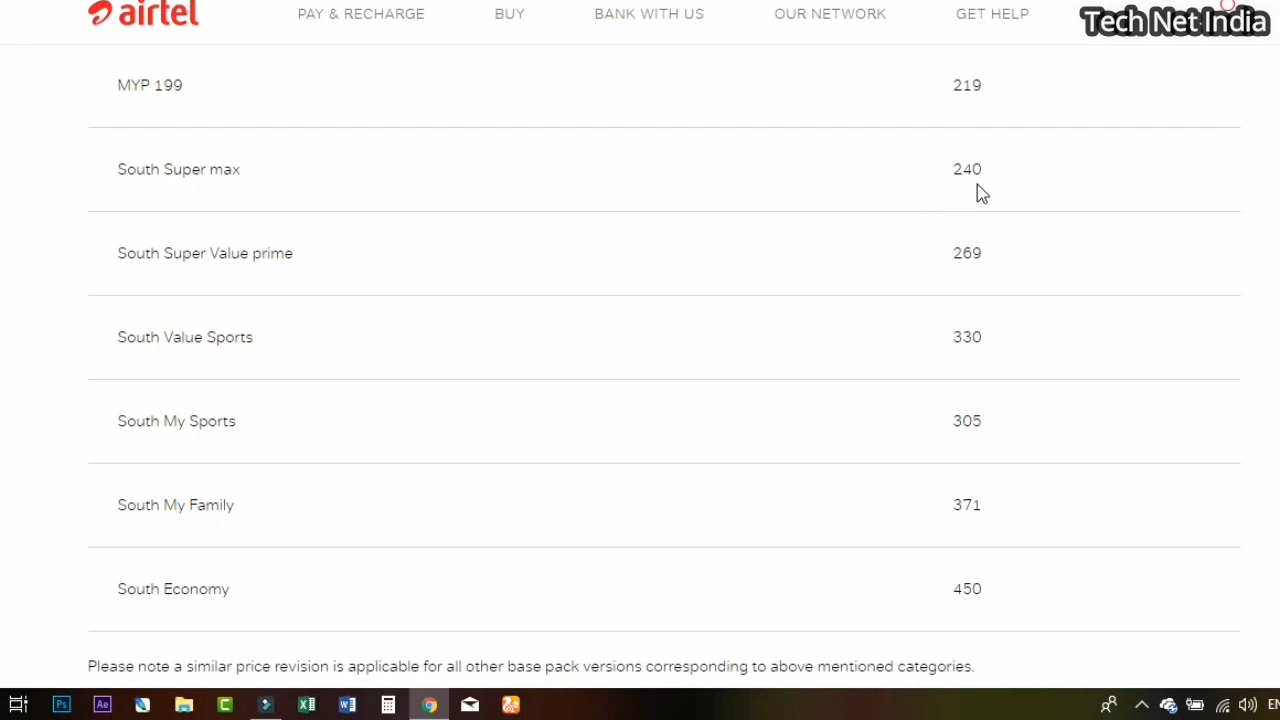 airtel PAY & RECHARGE BUY BANK WITH US OUR NETWORK GET HELP
Tech Net India
MYP 199 219
South Super max 240
South Super Value prime 269
South Value Sports 330
South My Sports 305
South My Family 371
South Economy 450
Please note a similar price revision is applicable for all other base pack versions corresponding to above mentioned categories.
Ps Ae C X W EN